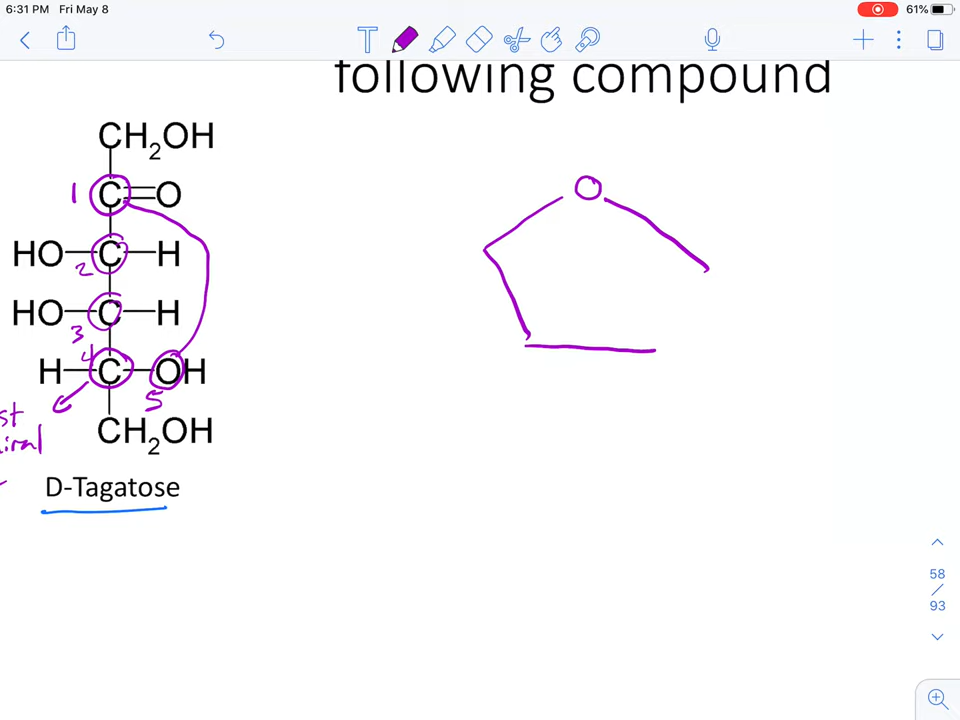 6:31 PM Fri May 8
61%
T
following compound
CH2OH
1 C=O
HO–C–H
2
HO–C–H
3
4
H–C–OH
5
CH2OH
D-Tagatose
O
58
/
93